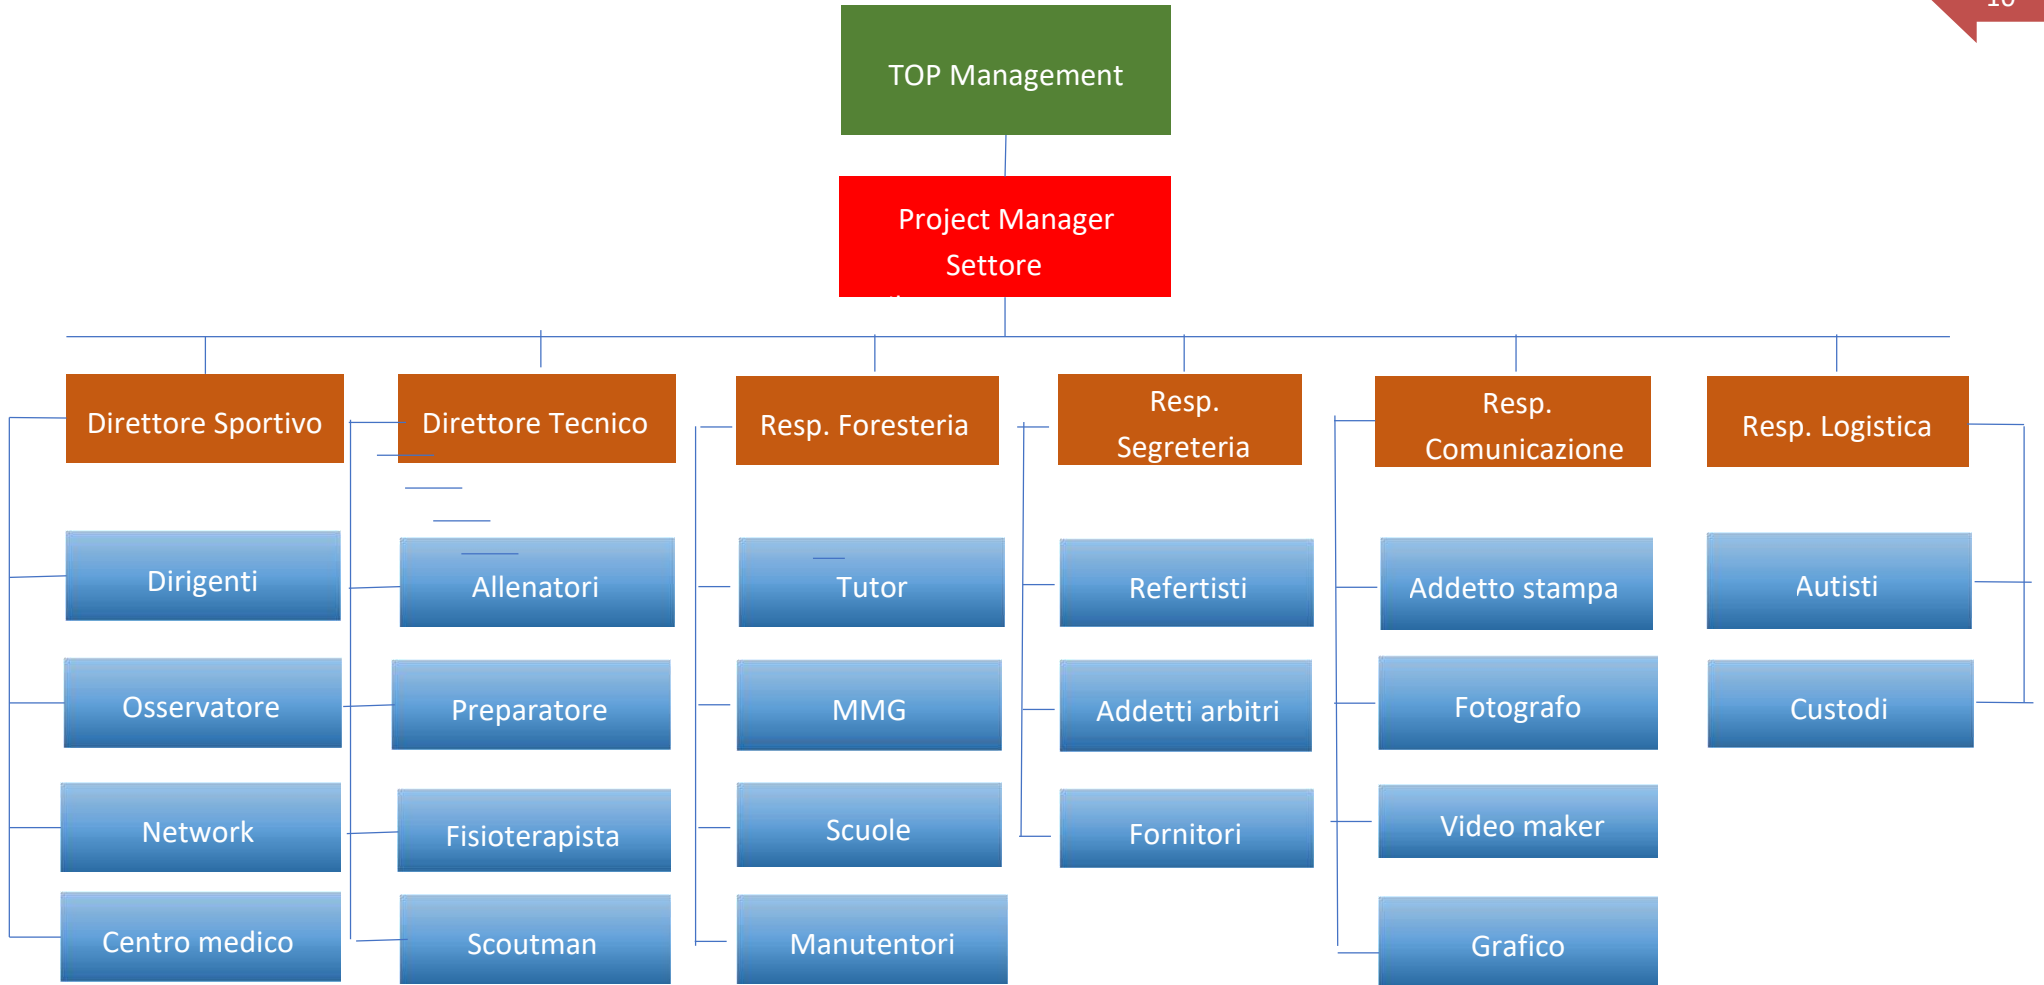 10
TOP Management
Project Manager
Settore
Direttore Sportivo
Direttore Tecnico
Resp. Foresteria
Resp.
Segreteria
Resp.
Comunicazione
Resp. Logistica
Dirigenti
Allenatori
Tutor
Refertisti
Addetto stampa
Autisti
Osservatore
Preparatore
MMG
Addetti arbitri
Fotografo
Custodi
Network
Fisioterapista
Scuole
Fornitori
Video maker
Centro medico
Scoutman
Manutentori
Grafico